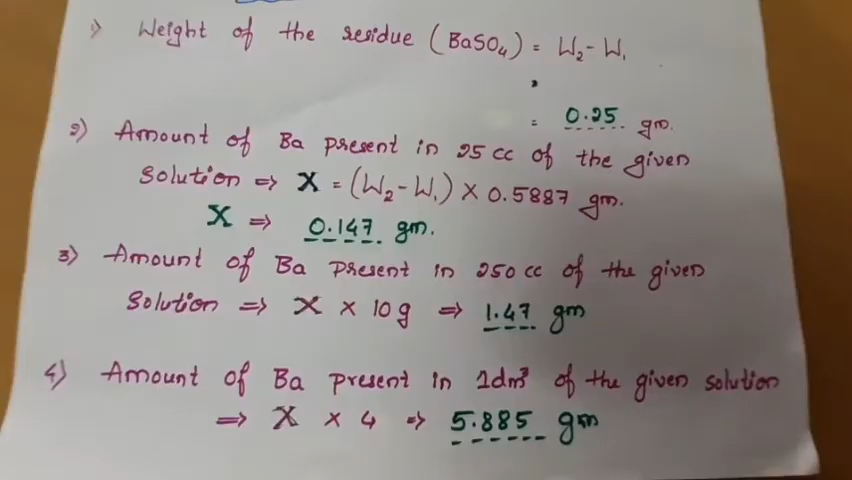 1) Weight of the residue (BaSO₄) = W₂ - W₁
= 0.25 gm.
2) Amount of Ba present in 25 cc of the given
Solution ⇒ X = (W₂ - W₁) × 0.5887 gm.
X ⇒ 0.147 gm.
3) Amount of Ba present in 250 cc of the given
Solution ⇒ X × 10 g ⇒ 1.47 gm
4) Amount of Ba present in 1dm³ of the given solution
⇒ X × 4 ⇒ 5.885 gm